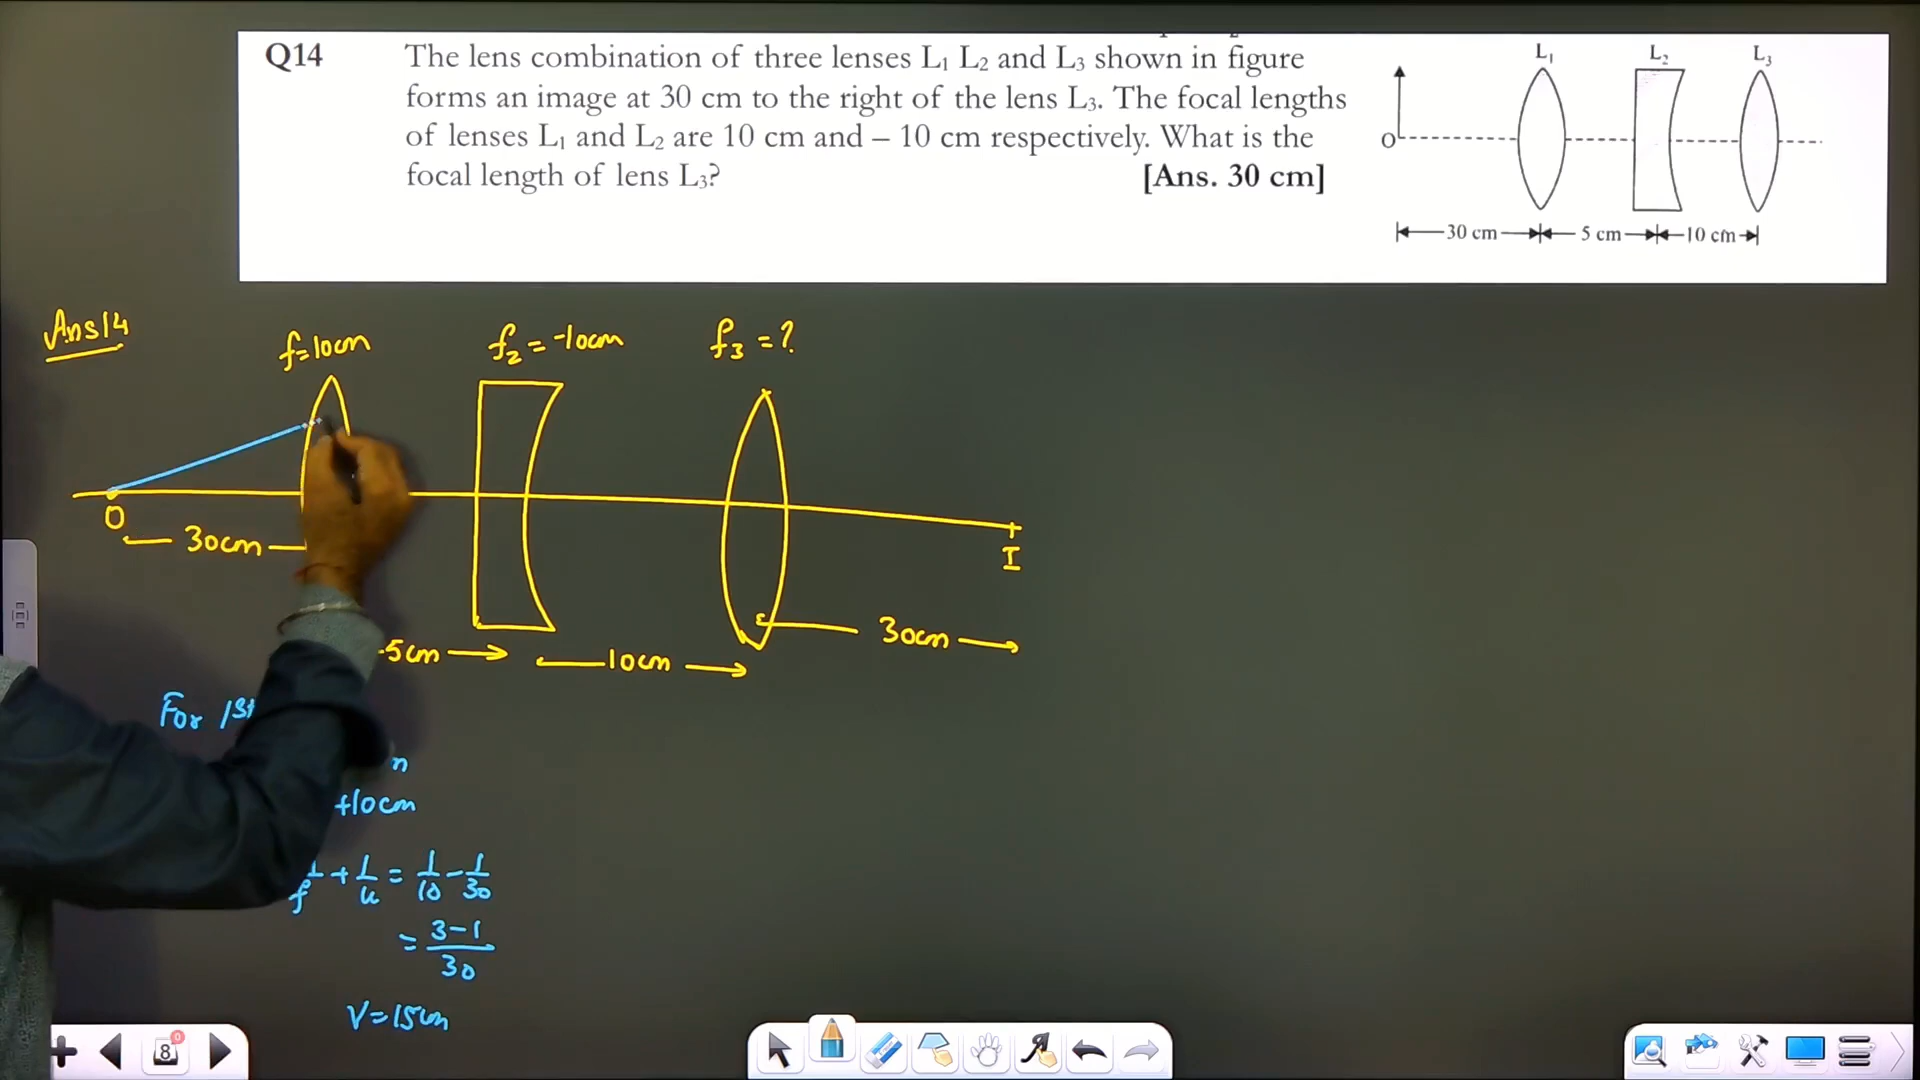 Q14 The lens combination of three lenses L₁ L₂ and L₃ shown in figure
forms an image at 30 cm to the right of the lens L₃. The focal lengths
of lenses L₁ and L₂ are 10 cm and – 10 cm respectively. What is the
focal length of lens L₃? [Ans. 30 cm]
L₁ L₂ L₃
O
30 cm 5 cm 10 cm
Ans14
f=10cm f₂=-10cm f₃=?
O
I
30cm
30cm
5cm
10cm
For 1st
n
+10cm
1/f + 1/u = 1/10 - 1/30
= 3-1/30
V=15cm
8
0